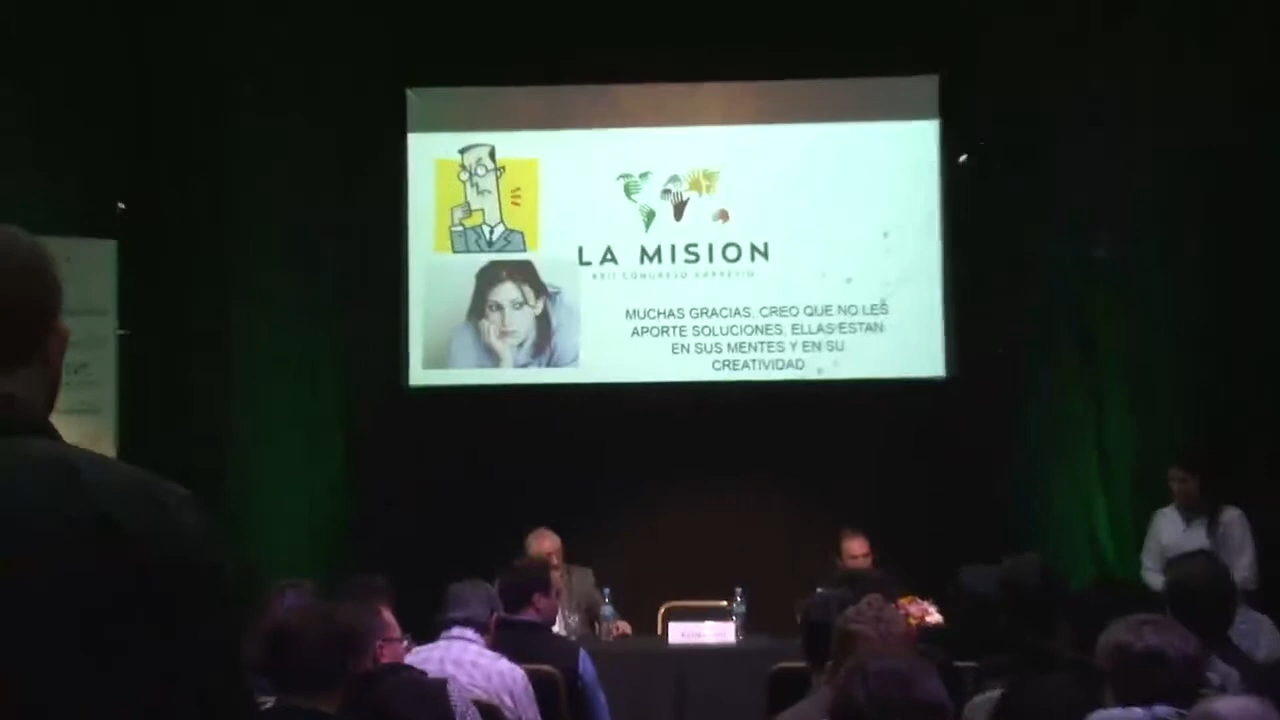 LA MISION
MUCHAS GRACIAS, CREO QUE NO LES
APORTE SOLUCIONES, ELLAS ESTAN
EN SUS MENTES Y EN SU
CREATIVIDAD